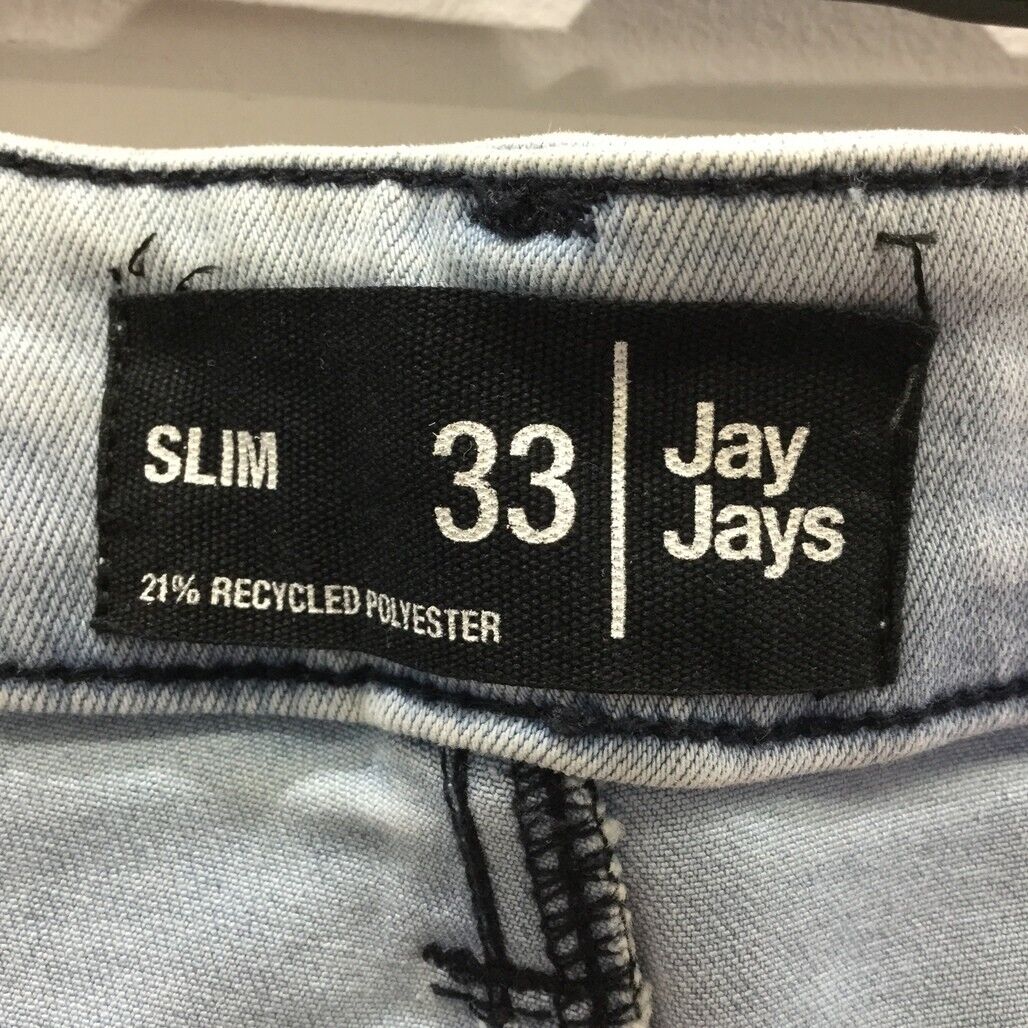 SLIM 33
21% RECYCLED POLYESTER
Jay
Jays